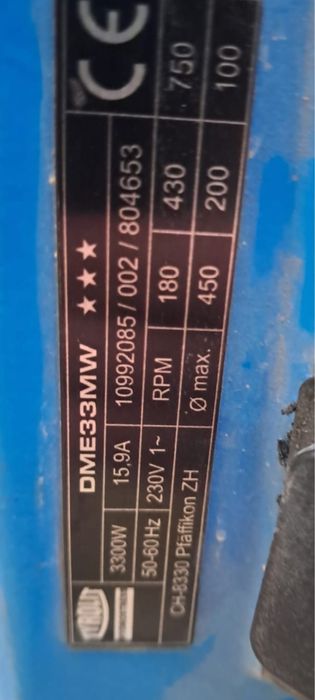 DME33MW ★★★ CE
3300W 15,9A 10992085 / 002 / 804653
50-60Hz 230V 1~ RPM 180 430 750
CH-8330 Pfäffikon ZH Ø max. 450 200 100